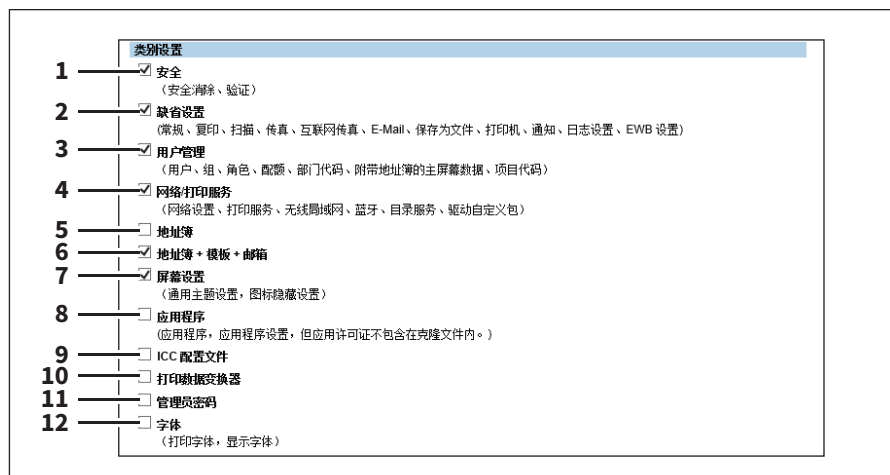 类别设置
1 安全
（安全消除、验证）
2 缺省设置
(常规、复印、扫描、传真、互联网传真、E-Mail、保存为文件、打印机、通知、日志设置、EWB 设置)
3 用户管理
（用户、组、角色、配额、部门代码、附带地址簿的主屏幕数据、项目代码）
4 网络/打印服务
（网络设置、打印服务、无线局域网、蓝牙、目录服务、驱动自定义包）
5 地址簿
6 地址簿 + 模板 + 邮箱
7 屏幕设置
（通用主题设置，图标隐藏设置）
8 应用程序
(应用程序，应用程序设置，但应用许可证不包含在克隆文件内。)
9 ICC 配置文件
10 打印数据变换器
11 管理员密码
12 字体
（打印字体，显示字体）